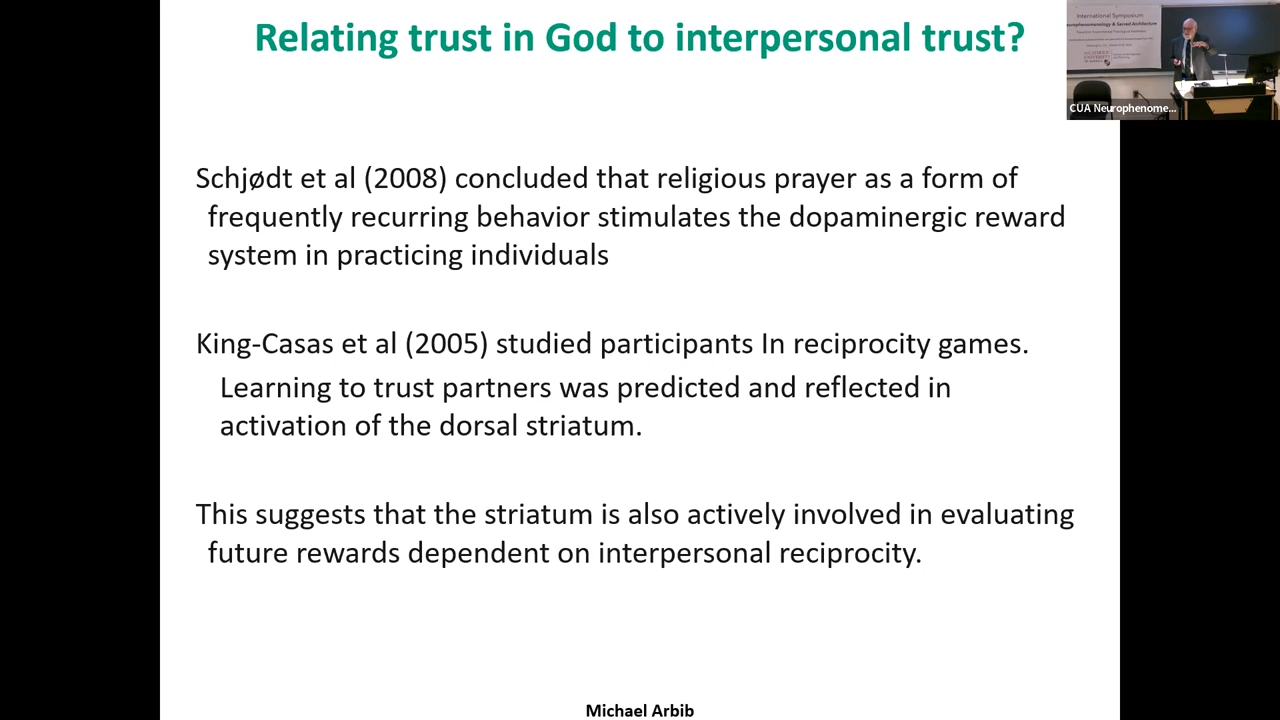 Relating trust in God to interpersonal trust?
International Symposium
CUA Neurophenome...
Schjødt et al (2008) concluded that religious prayer as a form of
frequently recurring behavior stimulates the dopaminergic reward
system in practicing individuals
King-Casas et al (2005) studied participants In reciprocity games.
Learning to trust partners was predicted and reflected in
activation of the dorsal striatum.
This suggests that the striatum is also actively involved in evaluating
future rewards dependent on interpersonal reciprocity.
Michael Arbib